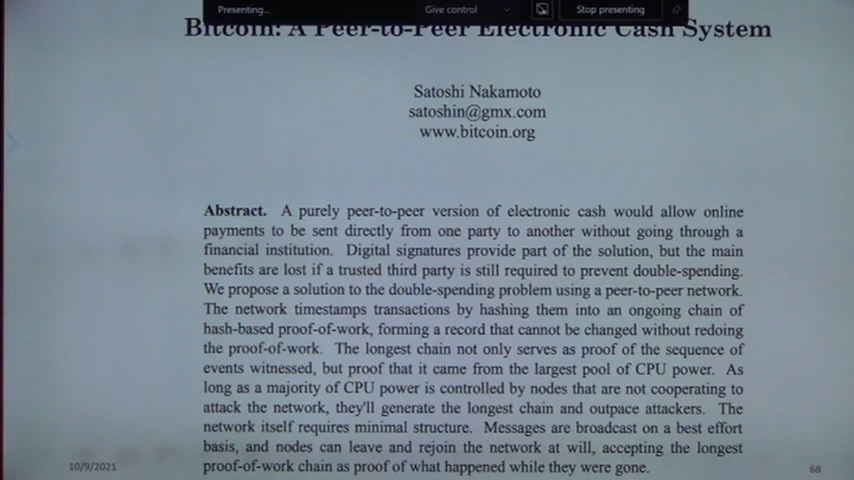 Presenting...
Give control
Stop presenting
Bitcoin: A Peer-to-Peer Electronic Cash System
Satoshi Nakamoto
satoshin@gmx.com
www.bitcoin.org
Abstract. A purely peer-to-peer version of electronic cash would allow online
payments to be sent directly from one party to another without going through a
financial institution. Digital signatures provide part of the solution, but the main
benefits are lost if a trusted third party is still required to prevent double-spending.
We propose a solution to the double-spending problem using a peer-to-peer network.
The network timestamps transactions by hashing them into an ongoing chain of
hash-based proof-of-work, forming a record that cannot be changed without redoing
the proof-of-work. The longest chain not only serves as proof of the sequence of
events witnessed, but proof that it came from the largest pool of CPU power. As
long as a majority of CPU power is controlled by nodes that are not cooperating to
attack the network, they'll generate the longest chain and outpace attackers. The
network itself requires minimal structure. Messages are broadcast on a best effort
basis, and nodes can leave and rejoin the network at will, accepting the longest
proof-of-work chain as proof of what happened while they were gone.
10/9/2021
68